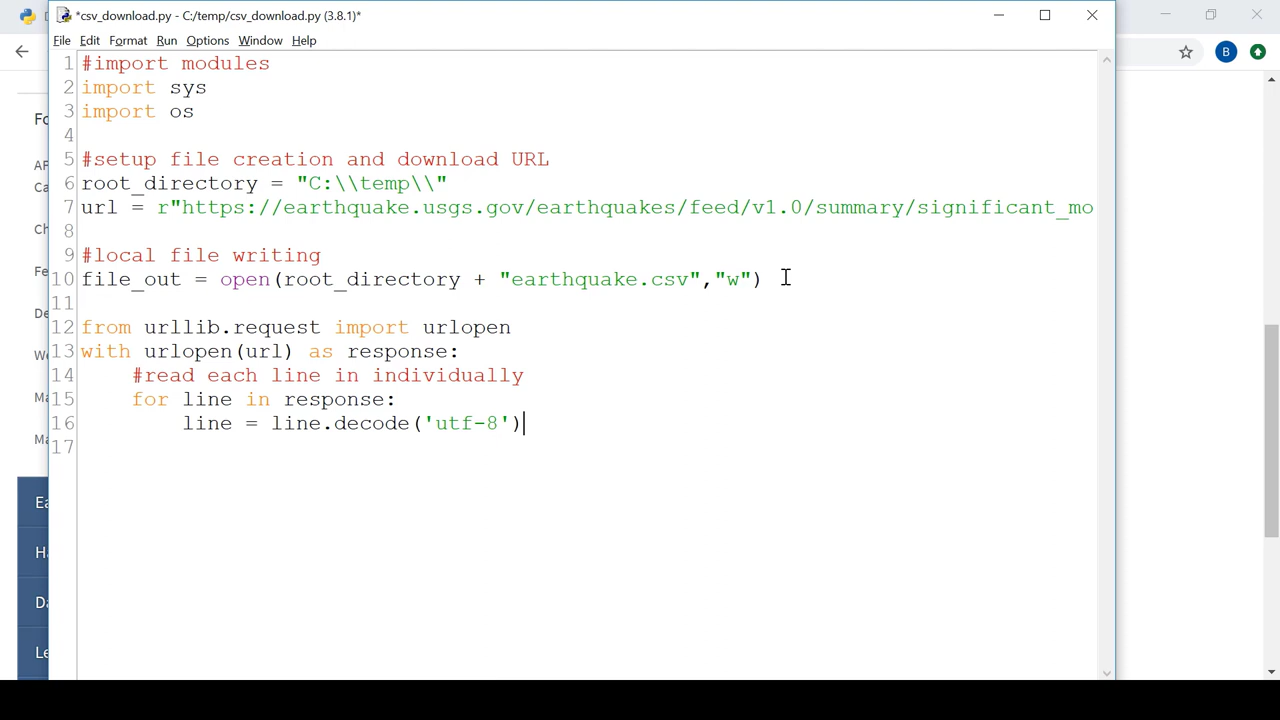 *csv_download.py - C:/temp/csv_download.py (3.8.1)*
File Edit Format Run Options Window Help
B
1 #import modules
2 import sys
3 import os
4
5 #setup file creation and download URL
6 root_directory = "C:\\temp\\"
7 url = r"https://earthquake.usgs.gov/earthquakes/feed/v1.0/summary/significant_mo
8
9 #local file writing
10 file_out = open(root_directory + "earthquake.csv","w")
11
12 from urllib.request import urlopen
13 with urlopen(url) as response:
14 #read each line in individually
15 for line in response:
16 line = line.decode('utf-8')
17